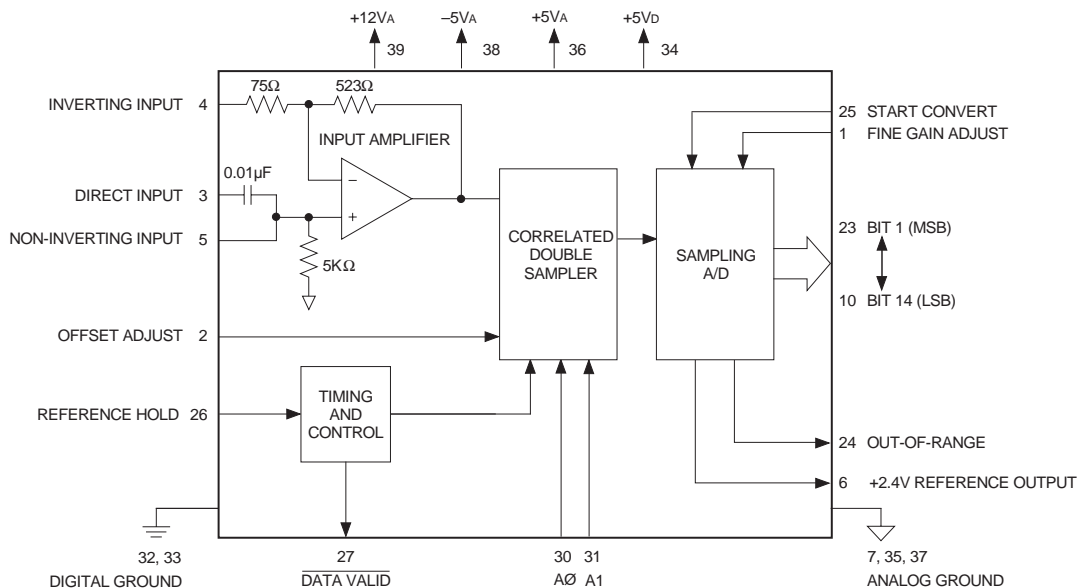 +12VA
–5VA
+5VA
+5VD
39
38
36
34
75Ω
523Ω
INVERTING INPUT 4
25 START CONVERT
1 FINE GAIN ADJUST
INPUT AMPLIFIER
0.01µF
DIRECT INPUT 3
–
+
NON-INVERTING INPUT 5
5KΩ
CORRELATED
DOUBLE
SAMPLER
SAMPLING
A/D
23 BIT 1 (MSB)
10 BIT 14 (LSB)
OFFSET ADJUST 2
REFERENCE HOLD 26
TIMING
AND
CONTROL
24 OUT-OF-RANGE
6 +2.4V REFERENCE OUTPUT
32, 33
DIGITAL GROUND
27
DATA VALID
30
AØ
31
A1
7, 35, 37
ANALOG GROUND